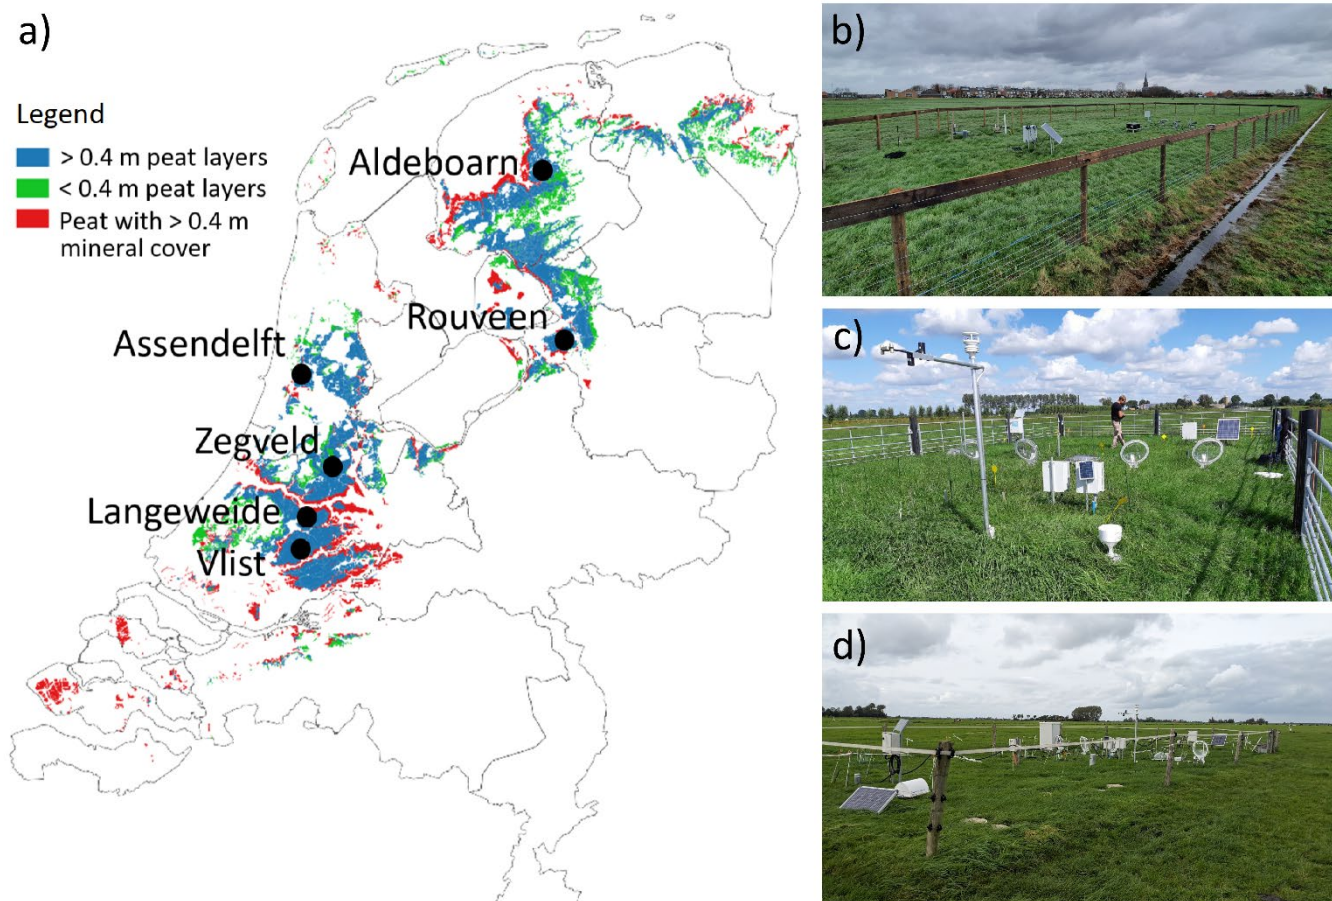 a)
Legend
> 0.4 m peat layers
< 0.4 m peat layers
Peat with > 0.4 m
mineral cover
Aldeboarn
Rouveen
Assendelft
Zegveld
Langeweide
Vlist
b)
c)
d)